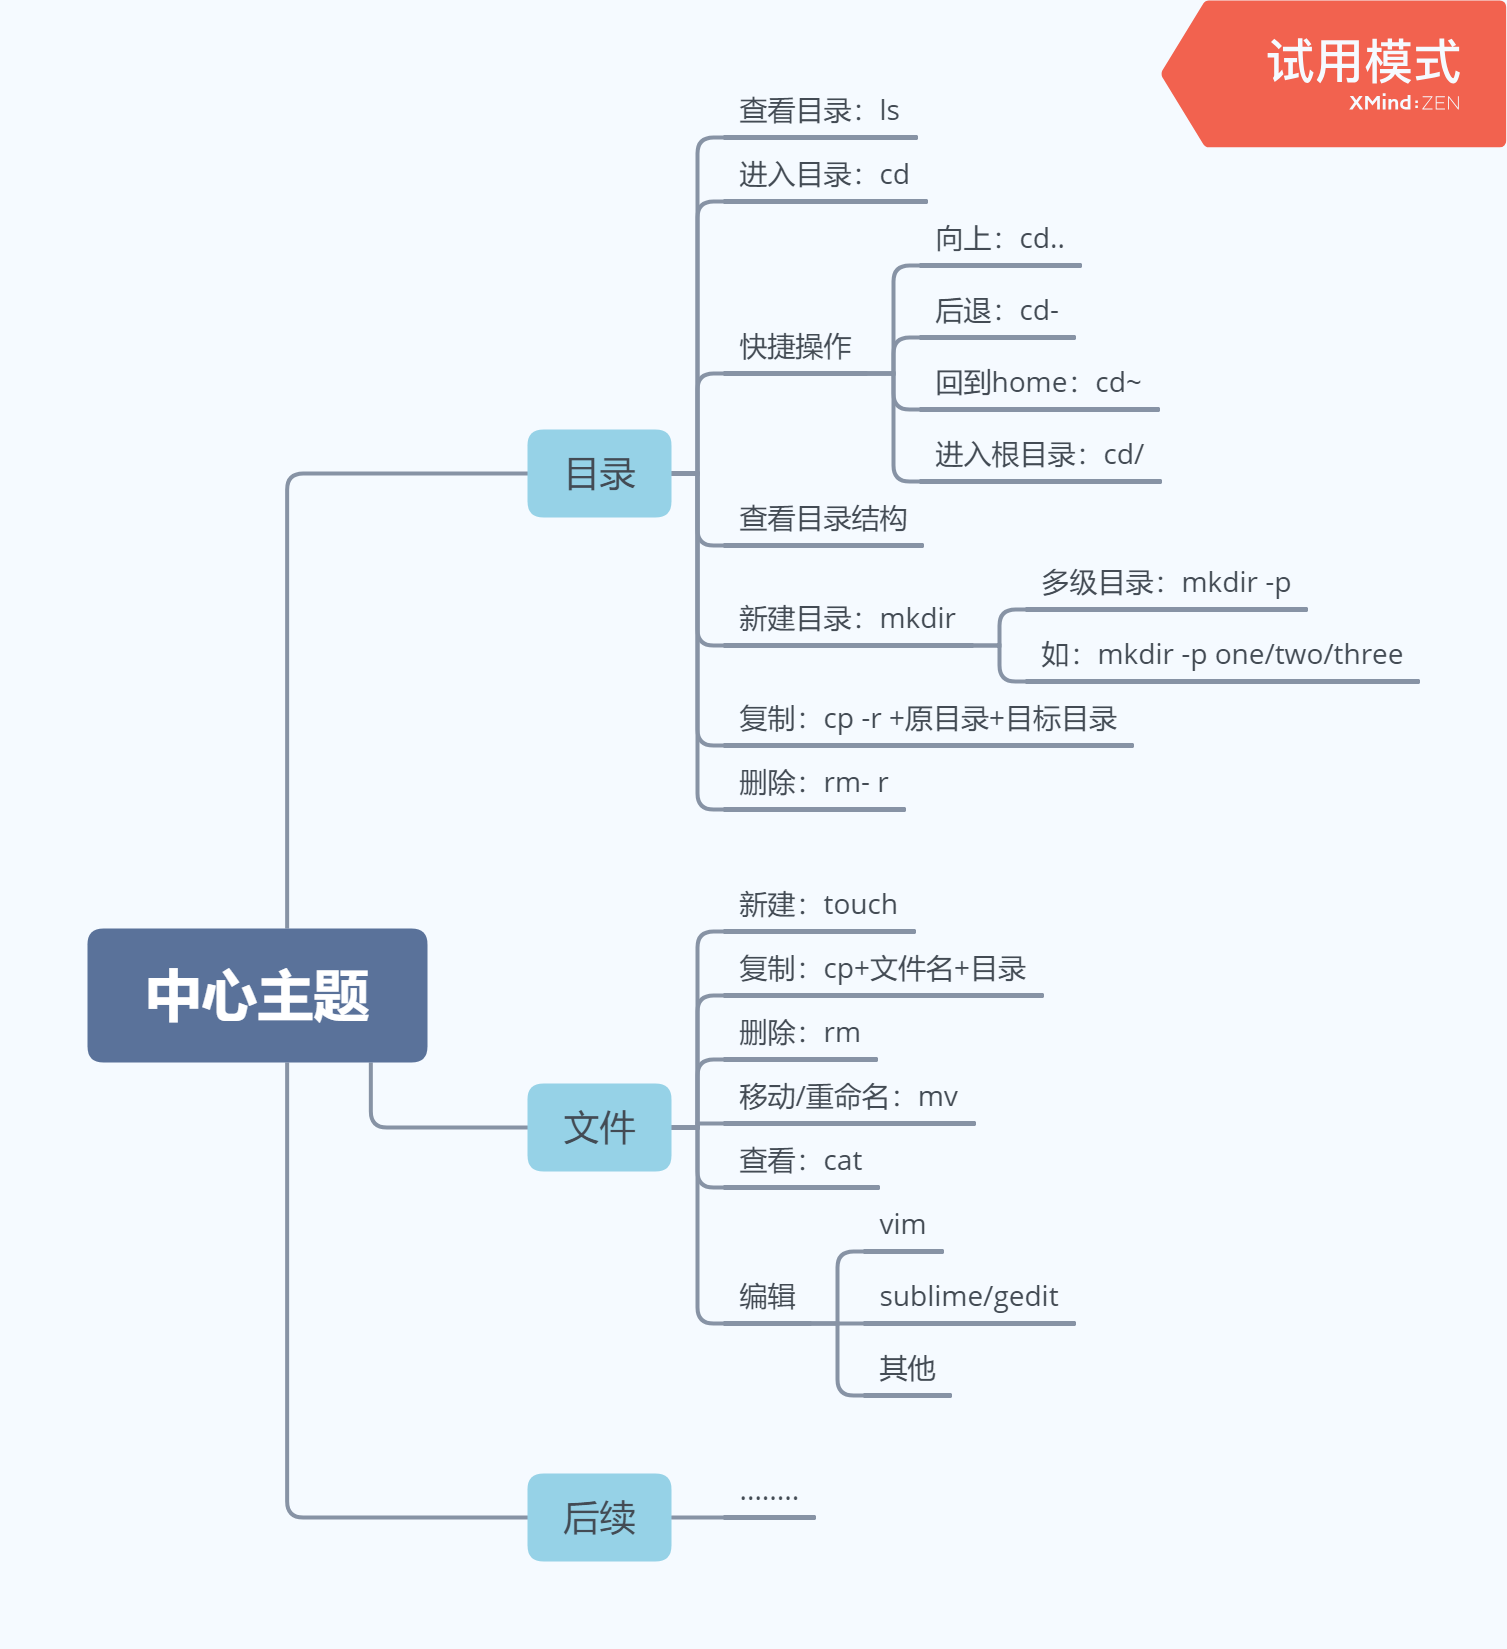 试用模式
XMind:ZEN
中心主题
目录
查看目录：ls
进入目录：cd
快捷操作
向上：cd..
后退：cd-
回到home：cd~
进入根目录：cd/
查看目录结构
新建目录：mkdir
多级目录：mkdir -p
如：mkdir -p one/two/three
复制：cp -r +原目录+目标目录
删除：rm- r
文件
新建：touch
复制：cp+文件名+目录
删除：rm
移动/重命名：mv
查看：cat
编辑
vim
sublime/gedit
其他
后续
........